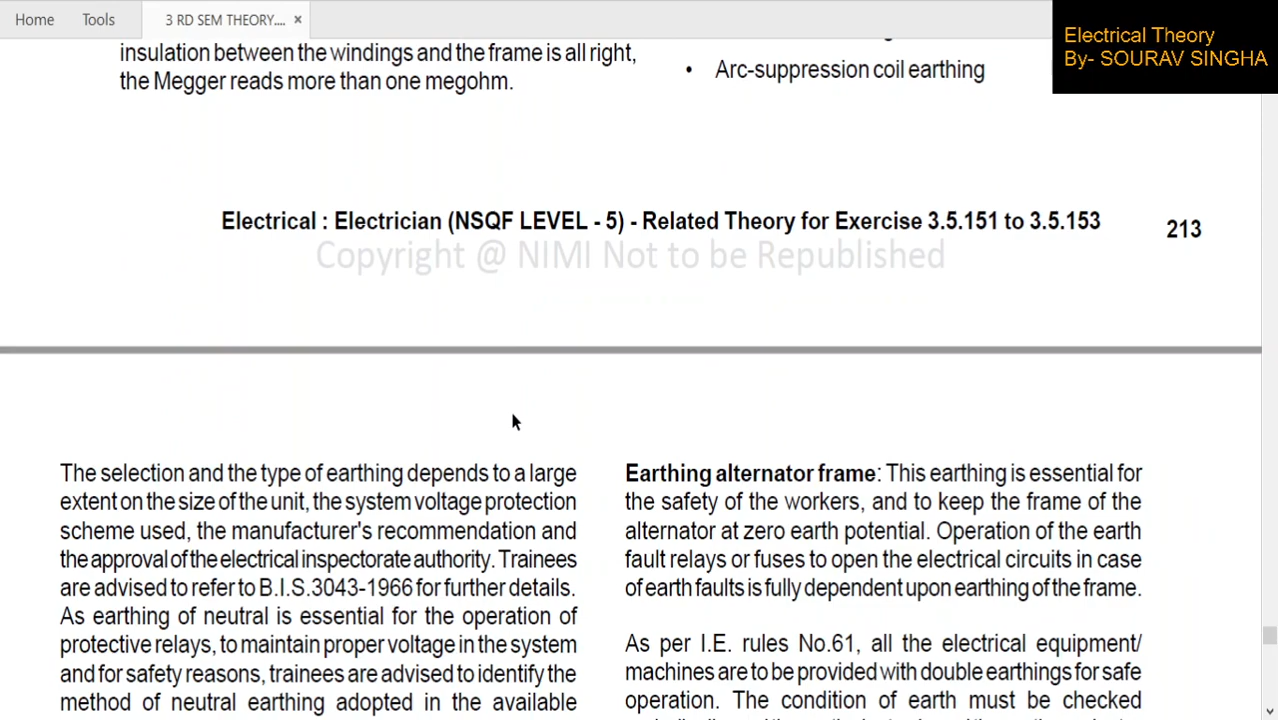 Home Tools 3 RD SEM THEORY.... ×
Electrical Theory
By- SOURAV SINGHA
insulation between the windings and the frame is all right,
the Megger reads more than one megohm.
• Arc-suppression coil earthing
Electrical : Electrician (NSQF LEVEL - 5) - Related Theory for Exercise 3.5.151 to 3.5.153 213
Copyright @ NIMI Not to be Republished
The selection and the type of earthing depends to a large
extent on the size of the unit, the system voltage protection
scheme used, the manufacturer's recommendation and
the approval of the electrical inspectorate authority. Trainees
are advised to refer to B.I.S.3043-1966 for further details.
As earthing of neutral is essential for the operation of
protective relays, to maintain proper voltage in the system
and for safety reasons, trainees are advised to identify the
method of neutral earthing adopted in the available
Earthing alternator frame: This earthing is essential for
the safety of the workers, and to keep the frame of the
alternator at zero earth potential. Operation of the earth
fault relays or fuses to open the electrical circuits in case
of earth faults is fully dependent upon earthing of the frame.
As per I.E. rules No.61, all the electrical equipment/
machines are to be provided with double earthings for safe
operation. The condition of earth must be checked